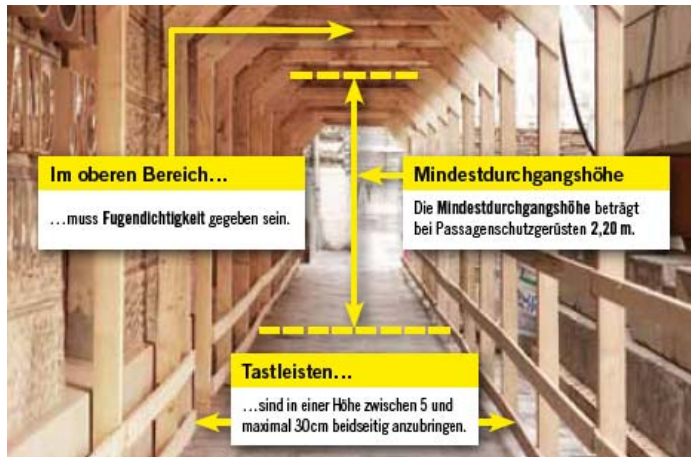 Im oberen Bereich...
...muss Fugendichtigkeit gegeben sein.
Mindestdurchgangshöhe
Die Mindestdurchgangshöhe beträgt
bei Passagenschutzgerüsten 2,20 m.
Tastleisten...
...sind in einer Höhe zwischen 5 und
maximal 30cm beidseitig anzubringen.